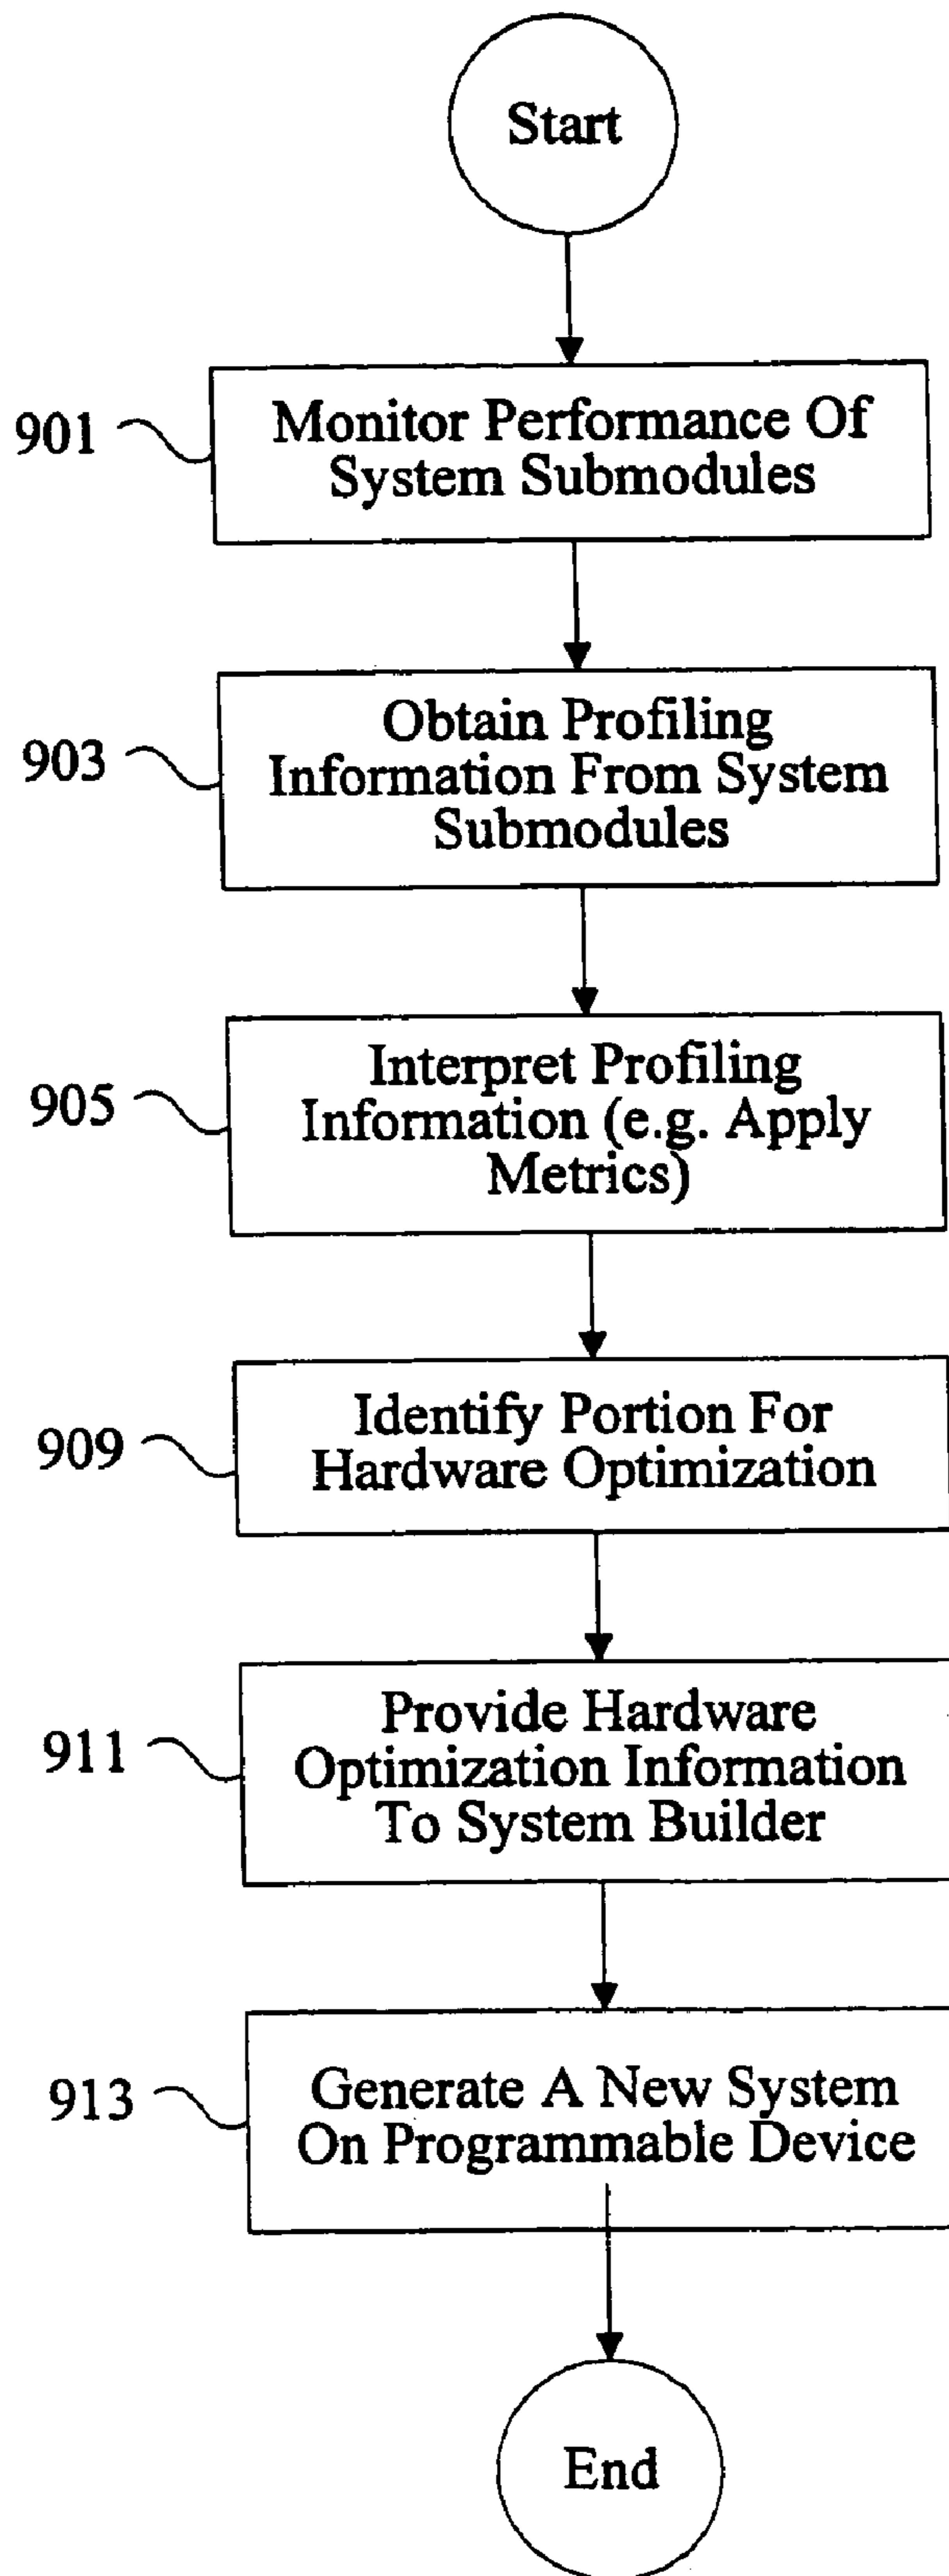 Start
901
Monitor Performance Of
System Submodules
903
Obtain Profiling
Information From System
Submodules
905
Interpret Profiling
Information (e.g. Apply
Metrics)
909
Identify Portion For
Hardware Optimization
911
Provide Hardware
Optimization Information
To System Builder
913
Generate A New System
On Programmable Device
End